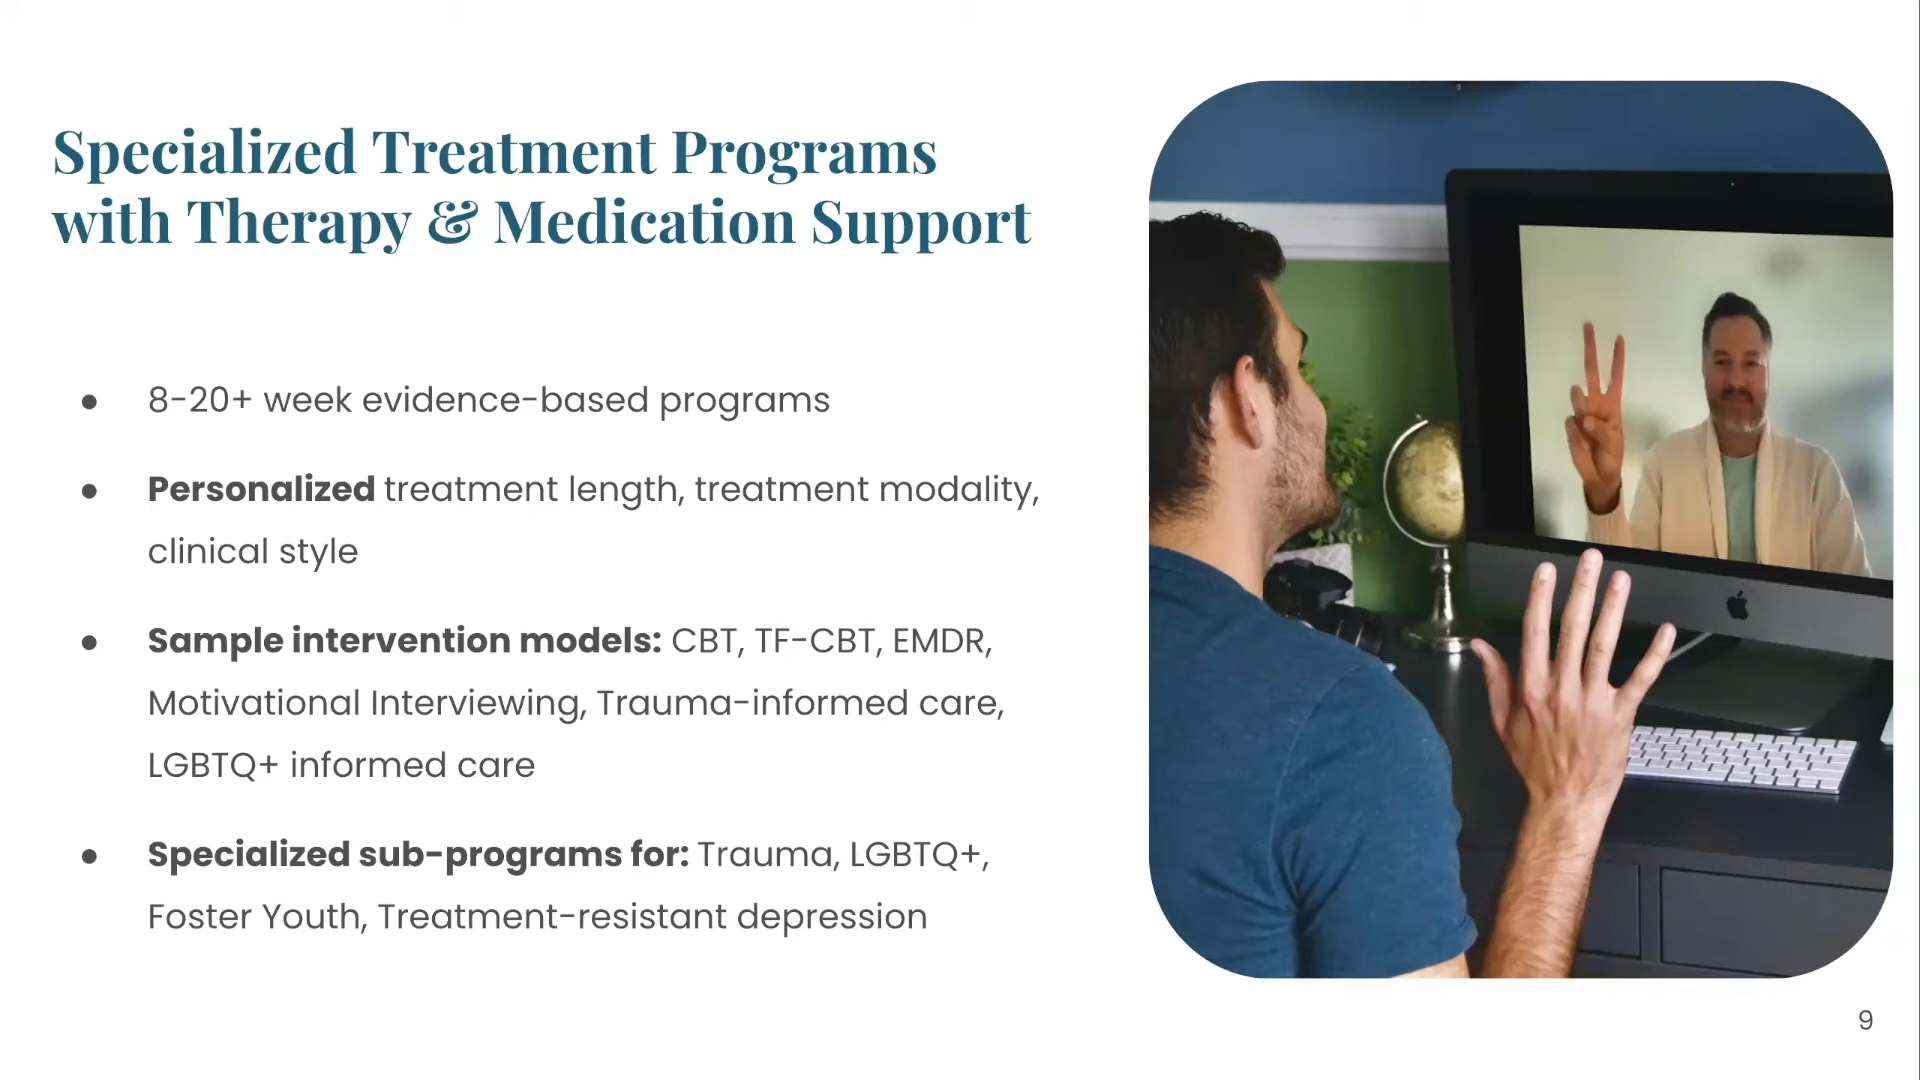 Specialized Treatment Programs
with Therapy & Medication Support
● 8-20+ week evidence-based programs
● Personalized treatment length, treatment modality,
clinical style
● Sample intervention models: CBT, TF-CBT, EMDR,
Motivational Interviewing, Trauma-informed care,
LGBTQ+ informed care
● Specialized sub-programs for: Trauma, LGBTQ+,
Foster Youth, Treatment-resistant depression
9